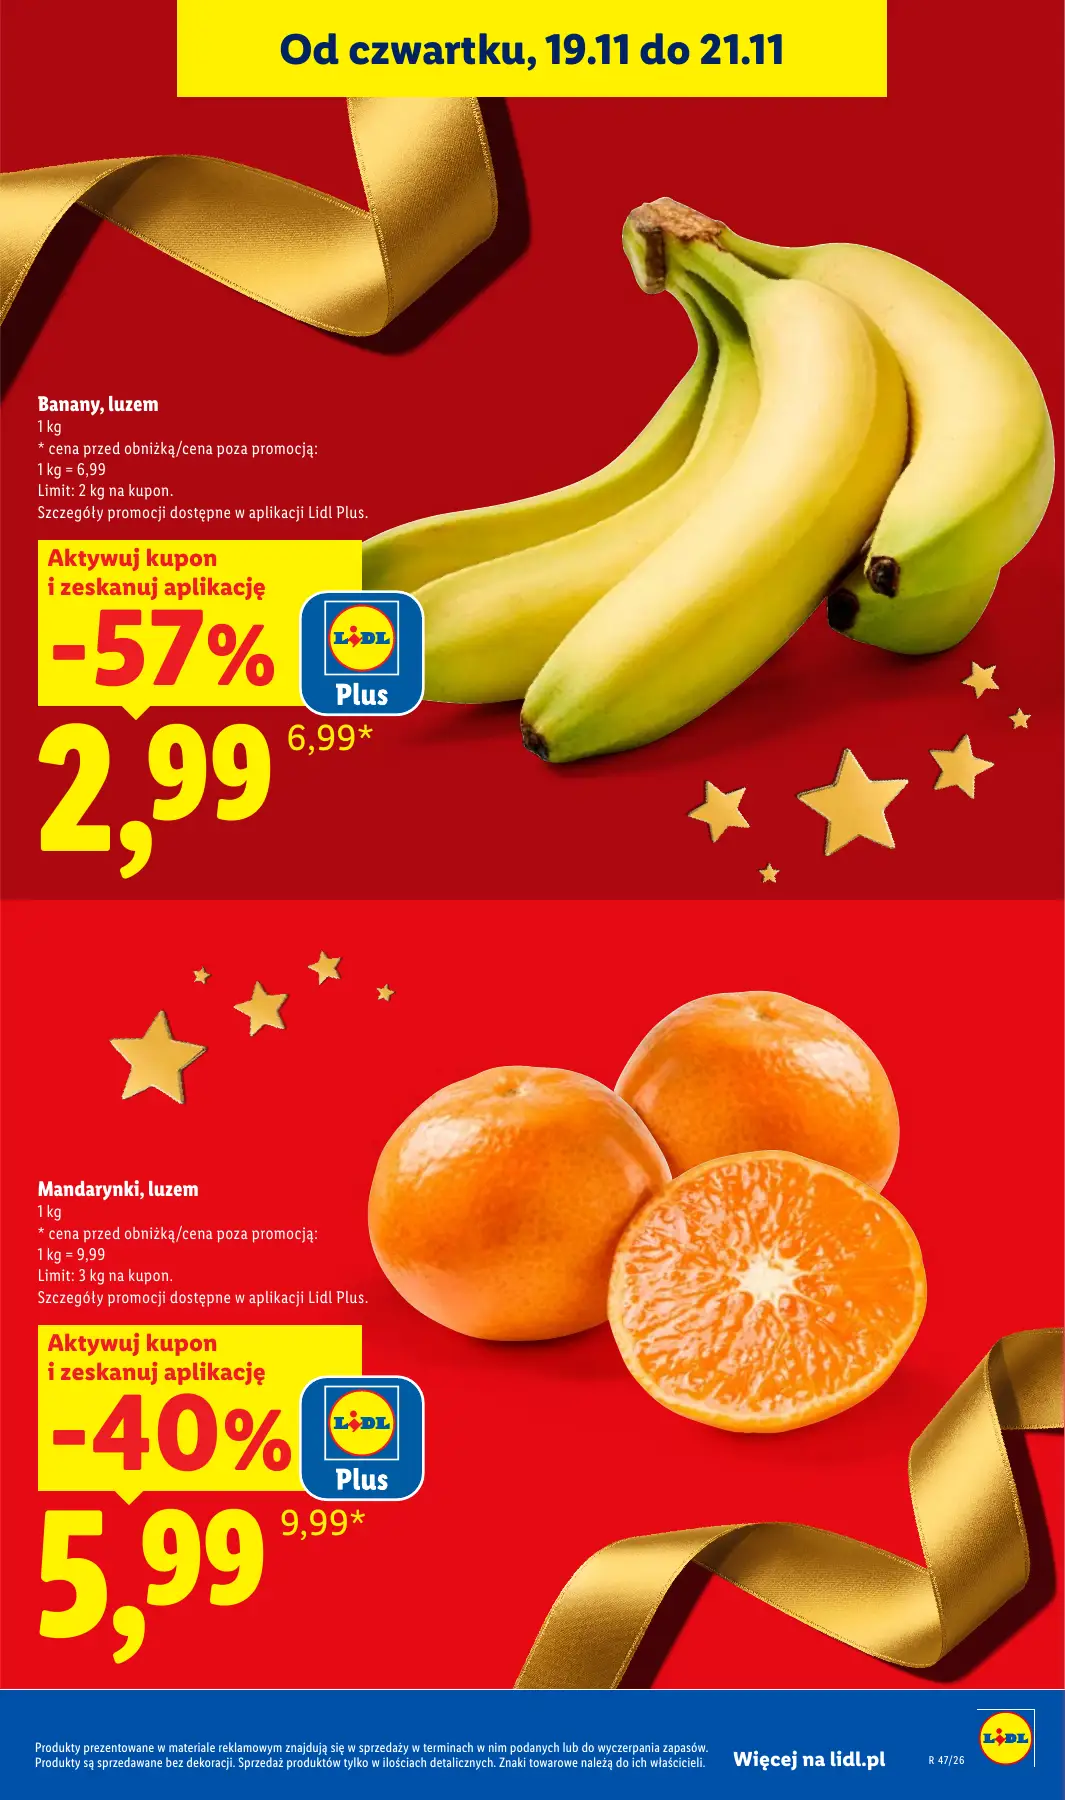 Od czwartku, 19.11 do 21.11
Banany, luzem
1 kg
* cena przed obniżką/cena poza promocją:
1 kg = 6,99
Limit: 2 kg na kupon.
Szczegóły promocji dostępne w aplikacji Lidl Plus.
Aktywuj kupon
i zeskanuj aplikację
-57%
LIDL
Plus
2,99
6,99*
Mandarynki, luzem
1 kg
* cena przed obniżką/cena poza promocją:
1 kg = 9,99
Limit: 3 kg na kupon.
Szczegóły promocji dostępne w aplikacji Lidl Plus.
Aktywuj kupon
i zeskanuj aplikację
-40%
LIDL
Plus
5,99
9,99*
Produkty prezentowane w materiale reklamowym znajdują się w sprzedaży w terminach w nim podanych lub do wyczerpania zapasów.
Produkty są sprzedawane bez dekoracji. Sprzedaż produktów tylko w ilościach detalicznych. Znaki towarowe należą do ich właścicieli.
Więcej na lidl.pl
R 47/26
LIDL